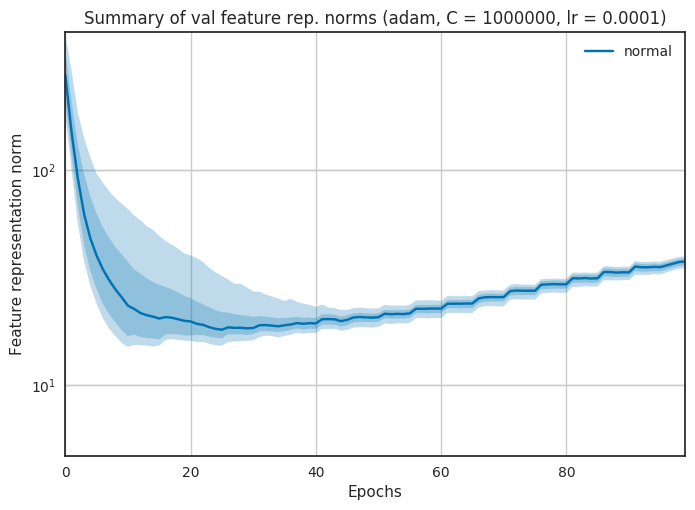 Summary of val feature rep. norms (adam, C = 1000000, lr = 0.0001)
normal
Feature representation norm
10²
10¹
0 20 40 60 80
Epochs